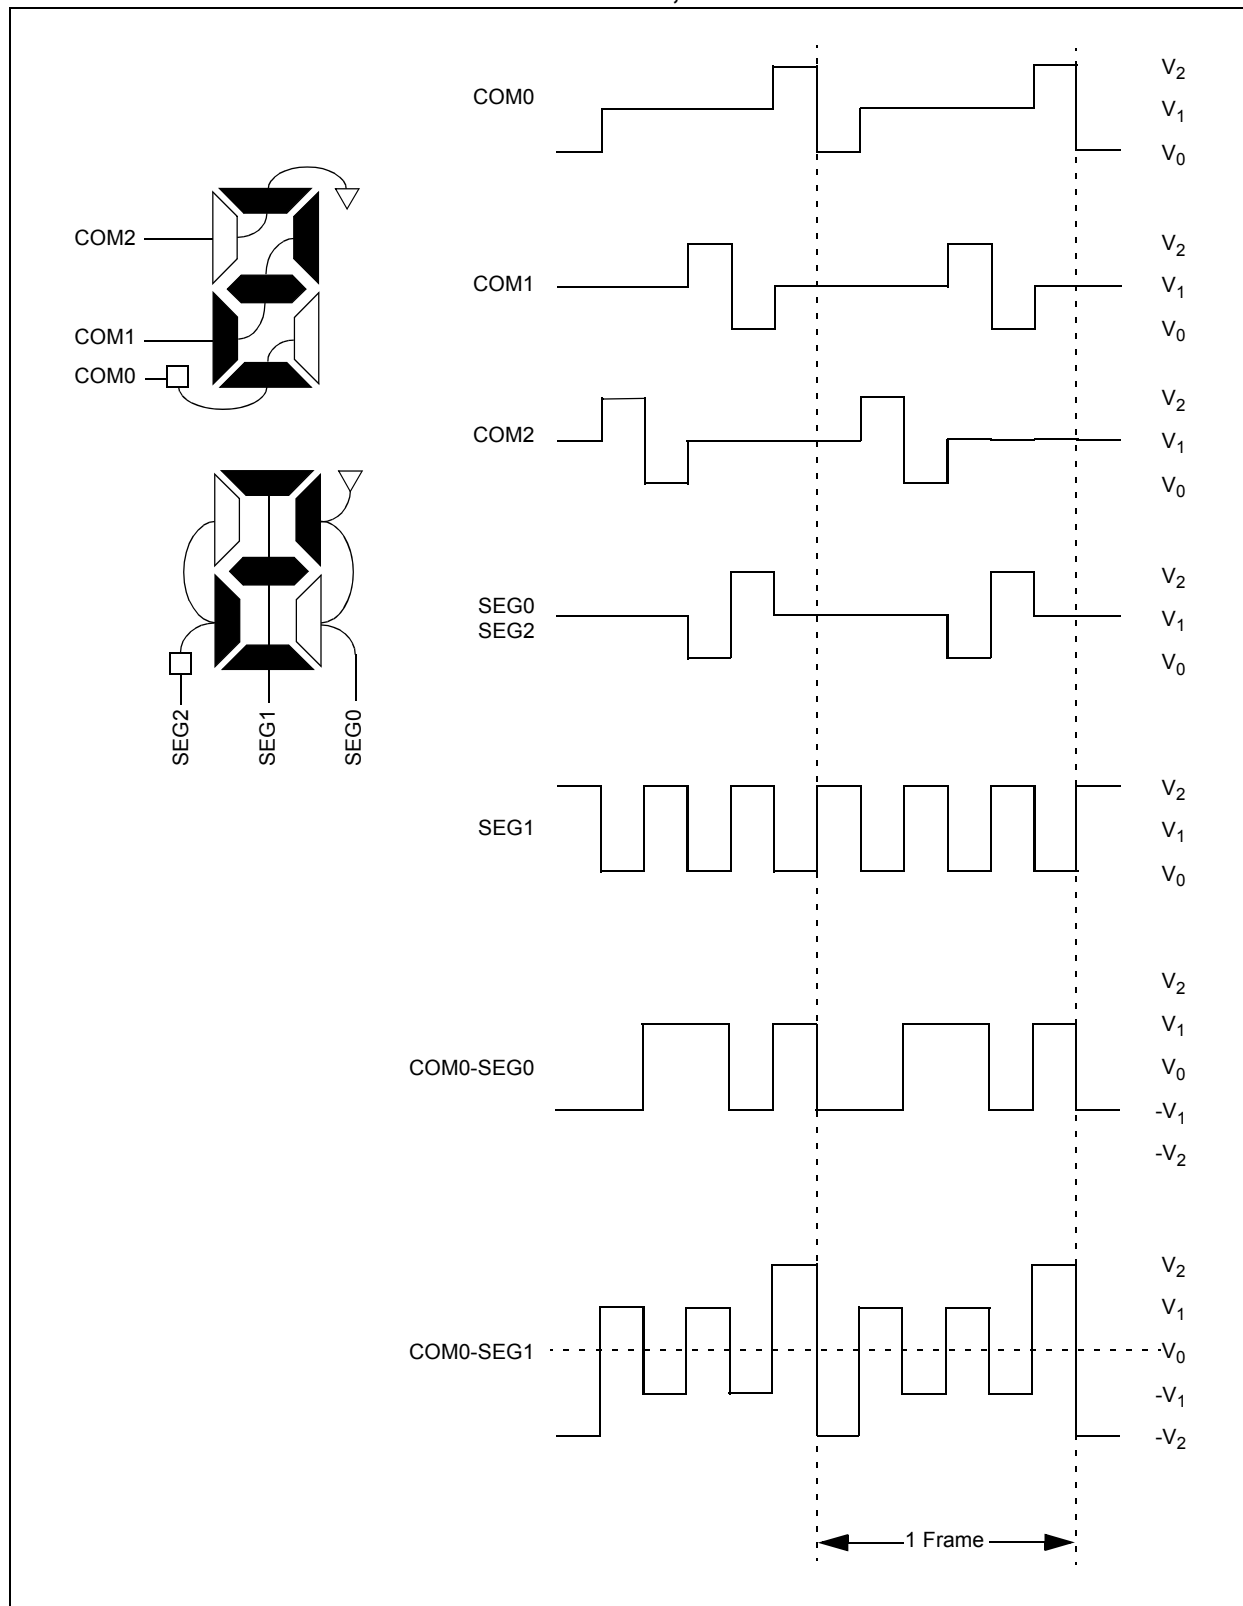 COM0
V2
V1
V0
COM2
COM1
COM0
COM1
V2
V1
V0
COM2
V2
V1
V0
SEG2
SEG1
SEG0
SEG0
SEG2
V2
V1
V0
SEG1
V2
V1
V0
COM0-SEG0
V2
V1
V0
-V1
-V2
COM0-SEG1
V2
V1
V0
-V1
-V2
1 Frame